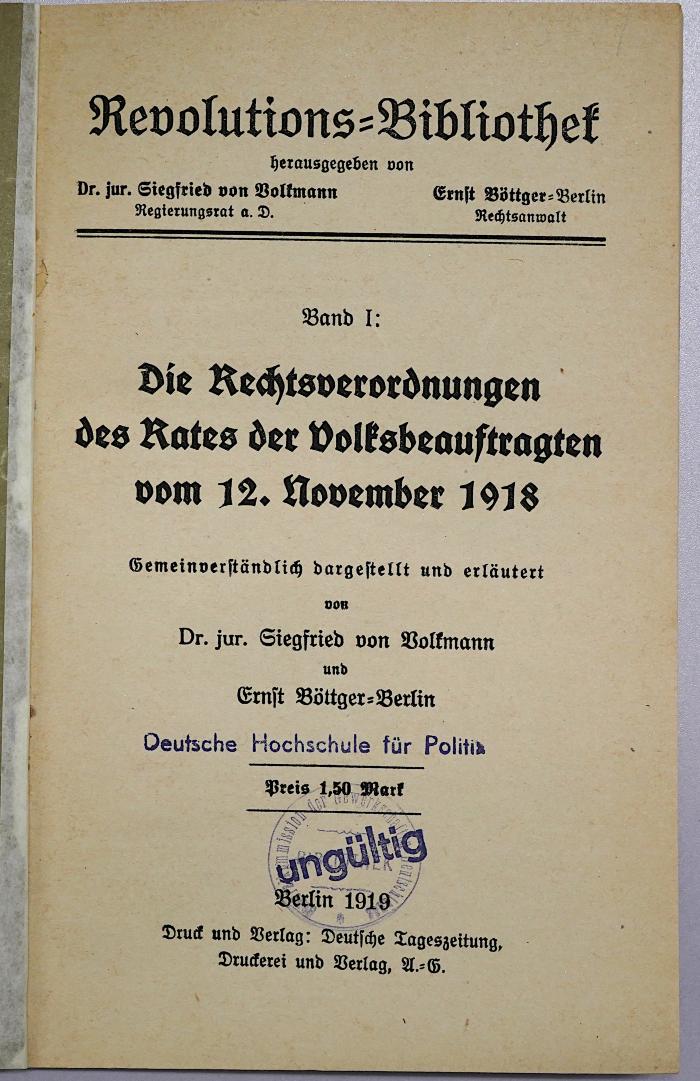 Revolutions=Bibliothek
herausgegeben von
Dr. jur. Siegfried von Volkmann
Regierungsrat a. D.
Ernst Böttger=Berlin
Rechtsanwalt
Band I:
Die Rechtsverordnungen
des Rates der Volksbeauftragten
vom 12. November 1918
Gemeinverständlich dargestellt und erläutert
von
Dr. jur. Siegfried von Volkmann
und
Ernst Böttger=Berlin
Deutsche Hochschule für Politik
Preis 1,50 Mark
der Gewerkschaften
ungültig
Berlin 1919
Druck und Verlag: Deutsche Tageszeitung,
Druckerei und Verlag, A.=G.